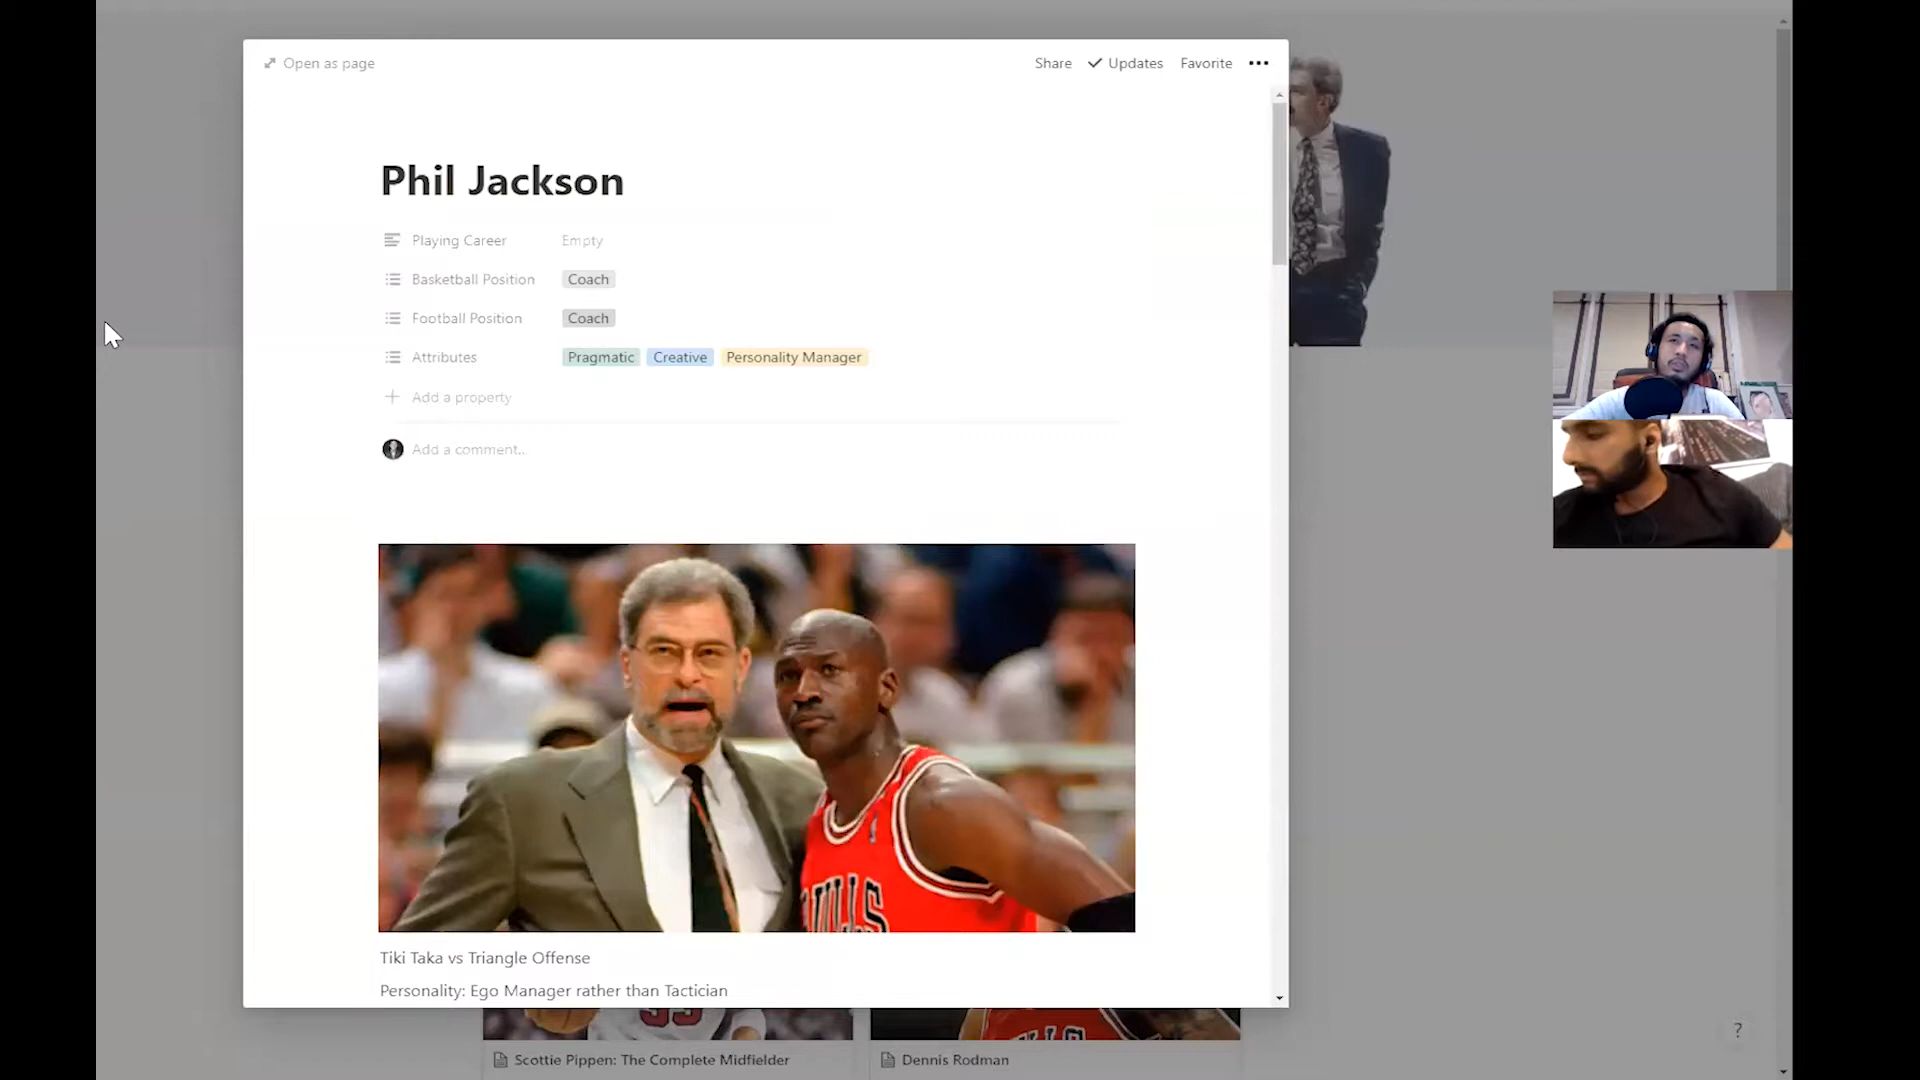 Open as page
Share Updates Favorite
Phil Jackson
Playing Career Empty
Basketball Position Coach
Football Position Coach
Attributes Pragmatic Creative Personality Manager
Add a property
Add a comment..
Tiki Taka vs Triangle Offense
Personality: Ego Manager rather than Tactician
Scottie Pippen: The Complete Midfielder
Dennis Rodman
?